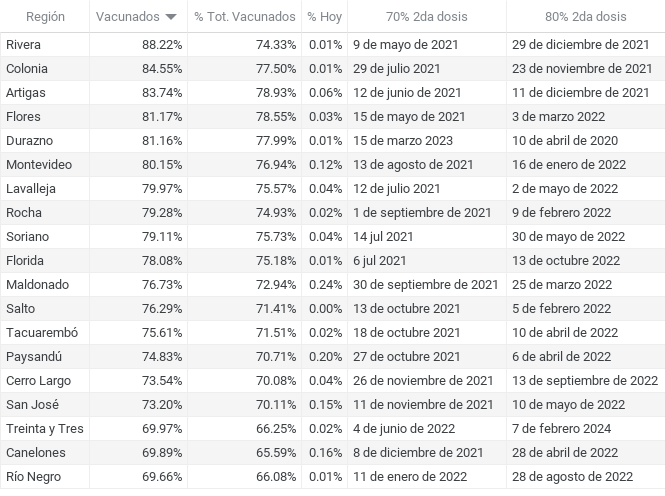 Región Vacunados % Tot. Vacunados % Hoy 70% 2da dosis 80% 2da dosis
Rivera 88.22% 74.33% 0.01% 9 de mayo de 2021 29 de diciembre de 2021
Colonia 84.55% 77.50% 0.01% 29 de julio 2021 23 de noviembre de 2021
Artigas 83.74% 78.93% 0.06% 12 de junio de 2021 11 de diciembre de 2021
Flores 81.17% 78.55% 0.03% 15 de mayo de 2021 3 de marzo 2022
Durazno 81.16% 77.99% 0.01% 15 de marzo 2023 10 de abril de 2020
Montevideo 80.15% 76.94% 0.12% 13 de agosto de 2021 16 de enero de 2022
Lavalleja 79.97% 75.57% 0.04% 12 de julio 2021 2 de mayo de 2022
Rocha 79.28% 74.93% 0.02% 1 de septiembre de 2021 9 de febrero 2022
Soriano 79.11% 75.73% 0.04% 14 jul 2021 30 de mayo de 2022
Florida 78.08% 75.18% 0.01% 6 jul 2021 13 de octubre 2022
Maldonado 76.73% 72.94% 0.24% 30 de septiembre de 2021 25 de marzo 2022
Salto 76.29% 71.41% 0.00% 13 de octubre 2021 5 de febrero 2022
Tacuarembó 75.61% 71.51% 0.02% 18 de octubre 2021 10 de abril de 2022
Paysandú 74.83% 70.71% 0.20% 27 de octubre 2021 6 de abril de 2022
Cerro Largo 73.54% 70.08% 0.04% 26 de noviembre de 2021 13 de septiembre de 2022
San José 73.20% 70.11% 0.15% 11 de noviembre de 2021 10 de mayo de 2022
Treinta y Tres 69.97% 66.25% 0.02% 4 de junio de 2022 7 de febrero 2024
Canelones 69.89% 65.59% 0.16% 8 de diciembre de 2021 28 de abril de 2022
Río Negro 69.66% 66.08% 0.01% 11 de enero de 2022 28 de agosto de 2022